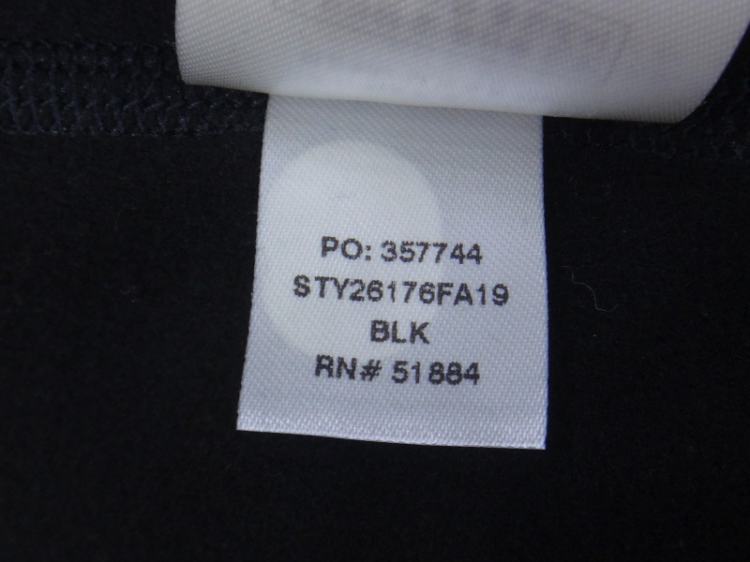 PO: 357744
STY26176FA19
BLK
RN# 51884